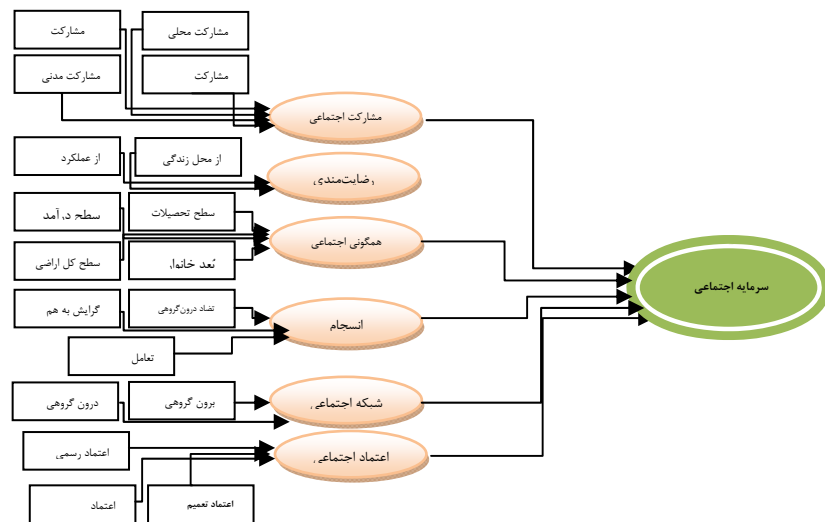 مشارکت
مشارکت محلی
مشارکت مدنی
مشارکت
مشارکت اجتماعی
از عملکرد
از محل زندگی
رضایت‌مندی
سطح درآمد
سطح تحصیلات
همگونی اجتماعی
سطح کل اراضی
بُعد خانوار
سرمایه اجتماعی
گرایش به هم
تضاد درون‌گروهی
انسجام
تعامل
درون گروهی
برون گروهی
شبکه اجتماعی
اعتماد رسمی
اعتماد اجتماعی
اعتماد
اعتماد تعمیم